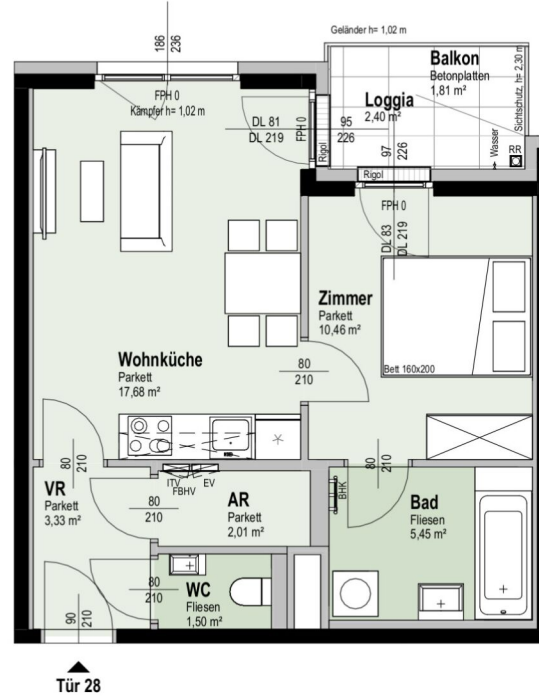 Geländer h= 1,02 m
186
236
Balkon
Betonplatten
1,81 m²
Sichtschutz, h= 2,30 m
Loggia
2,40 m²
FPH 0
Kämpfer h= 1,02 m
DL 81
DL 219
FPH 0
Rigol
95
226
97
226
Wasser
RR
Rigol
FPH 0
DL 83
DL 219
Zimmer
Parkett
10,46 m²
Bett 160x200
Wohnküche
Parkett
17,68 m²
80
210
80
210
80
210
VR
Parkett
3,33 m²
ITV
EV
FBHV
80
210
AR
Parkett
2,01 m²
BHK
Bad
Fliesen
5,45 m²
80
210
WC
Fliesen
1,50 m²
90
210
Tür 28